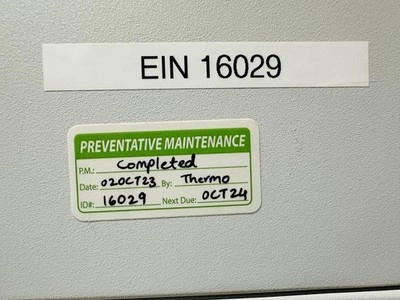 EIN 16029
PREVENTATIVE MAINTENANCE
P.M.: Completed
Date: 02OCT23 By: Thermo
ID#: 16029 Next Due: OCT24